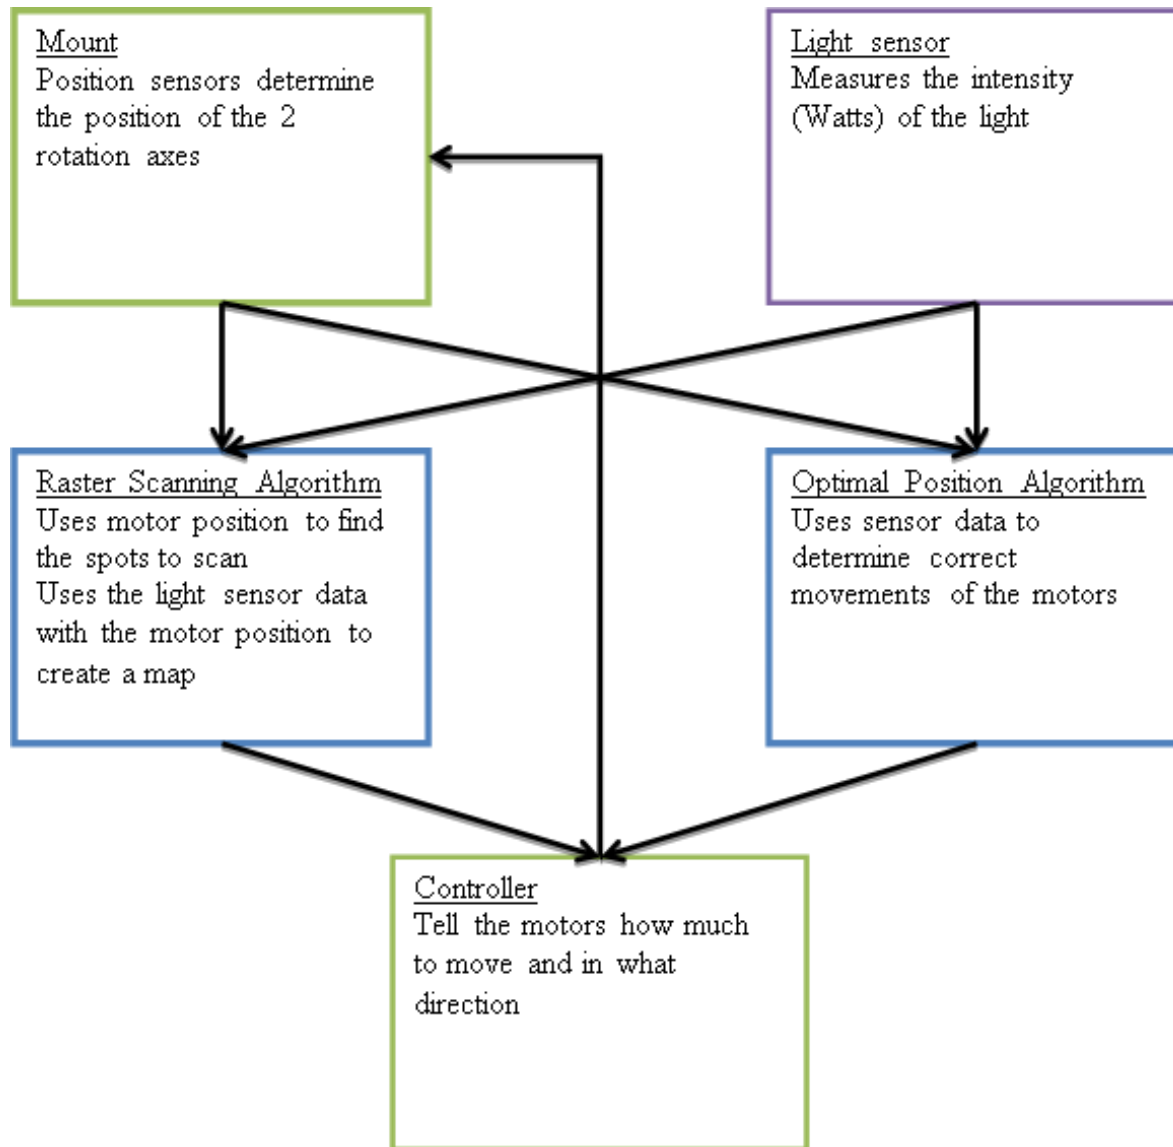 Mount
Position sensors determine
the position of the 2
rotation axes
Light sensor
Measures the intensity
(Watts) of the light
Raster Scanning Algorithm
Uses motor position to find
the spots to scan
Uses the light sensor data
with the motor position to
create a map
Optimal Position Algorithm
Uses sensor data to
determine correct
movements of the motors
Controller
Tell the motors how much
to move and in what
direction